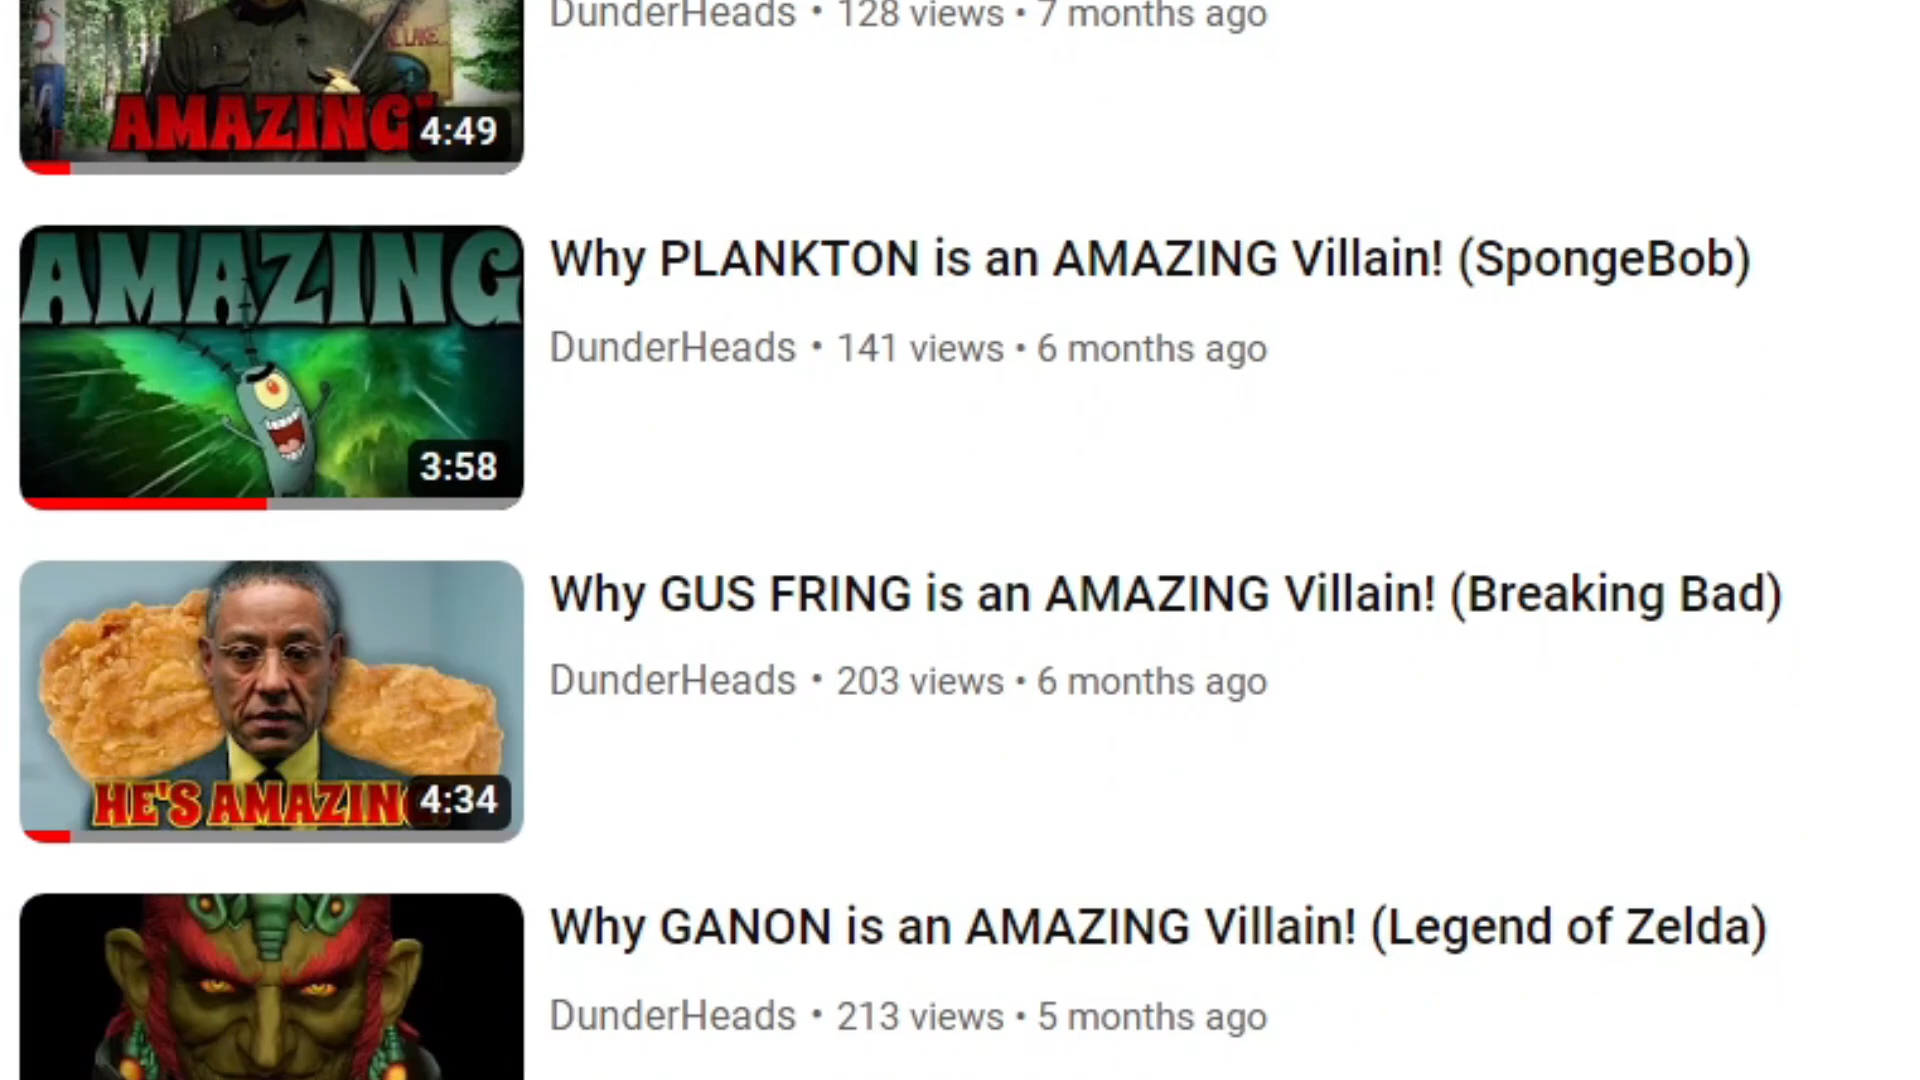 DunderHeads • 128 views • 7 months ago
AMAZING
4:49
AMAZING
Why PLANKTON is an AMAZING Villain! (SpongeBob)
DunderHeads • 141 views • 6 months ago
3:58
Why GUS FRING is an AMAZING Villain! (Breaking Bad)
DunderHeads • 203 views • 6 months ago
HE'S AMAZING
4:34
Why GANON is an AMAZING Villain! (Legend of Zelda)
DunderHeads • 213 views • 5 months ago